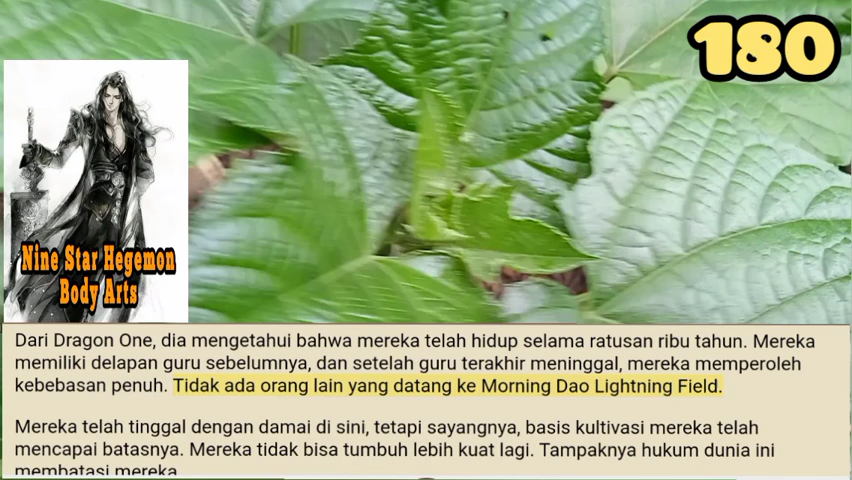 180
Nine Star Hegemon
Body Arts
Dari Dragon One, dia mengetahui bahwa mereka telah hidup selama ratusan ribu tahun. Mereka
memiliki delapan guru sebelumnya, dan setelah guru terakhir meninggal, mereka memperoleh
kebebasan penuh. Tidak ada orang lain yang datang ke Morning Dao Lightning Field.
Mereka telah tinggal dengan damai di sini, tetapi sayangnya, basis kultivasi mereka telah
mencapai batasnya. Mereka tidak bisa tumbuh lebih kuat lagi. Tampaknya hukum dunia ini
membatasi mereka